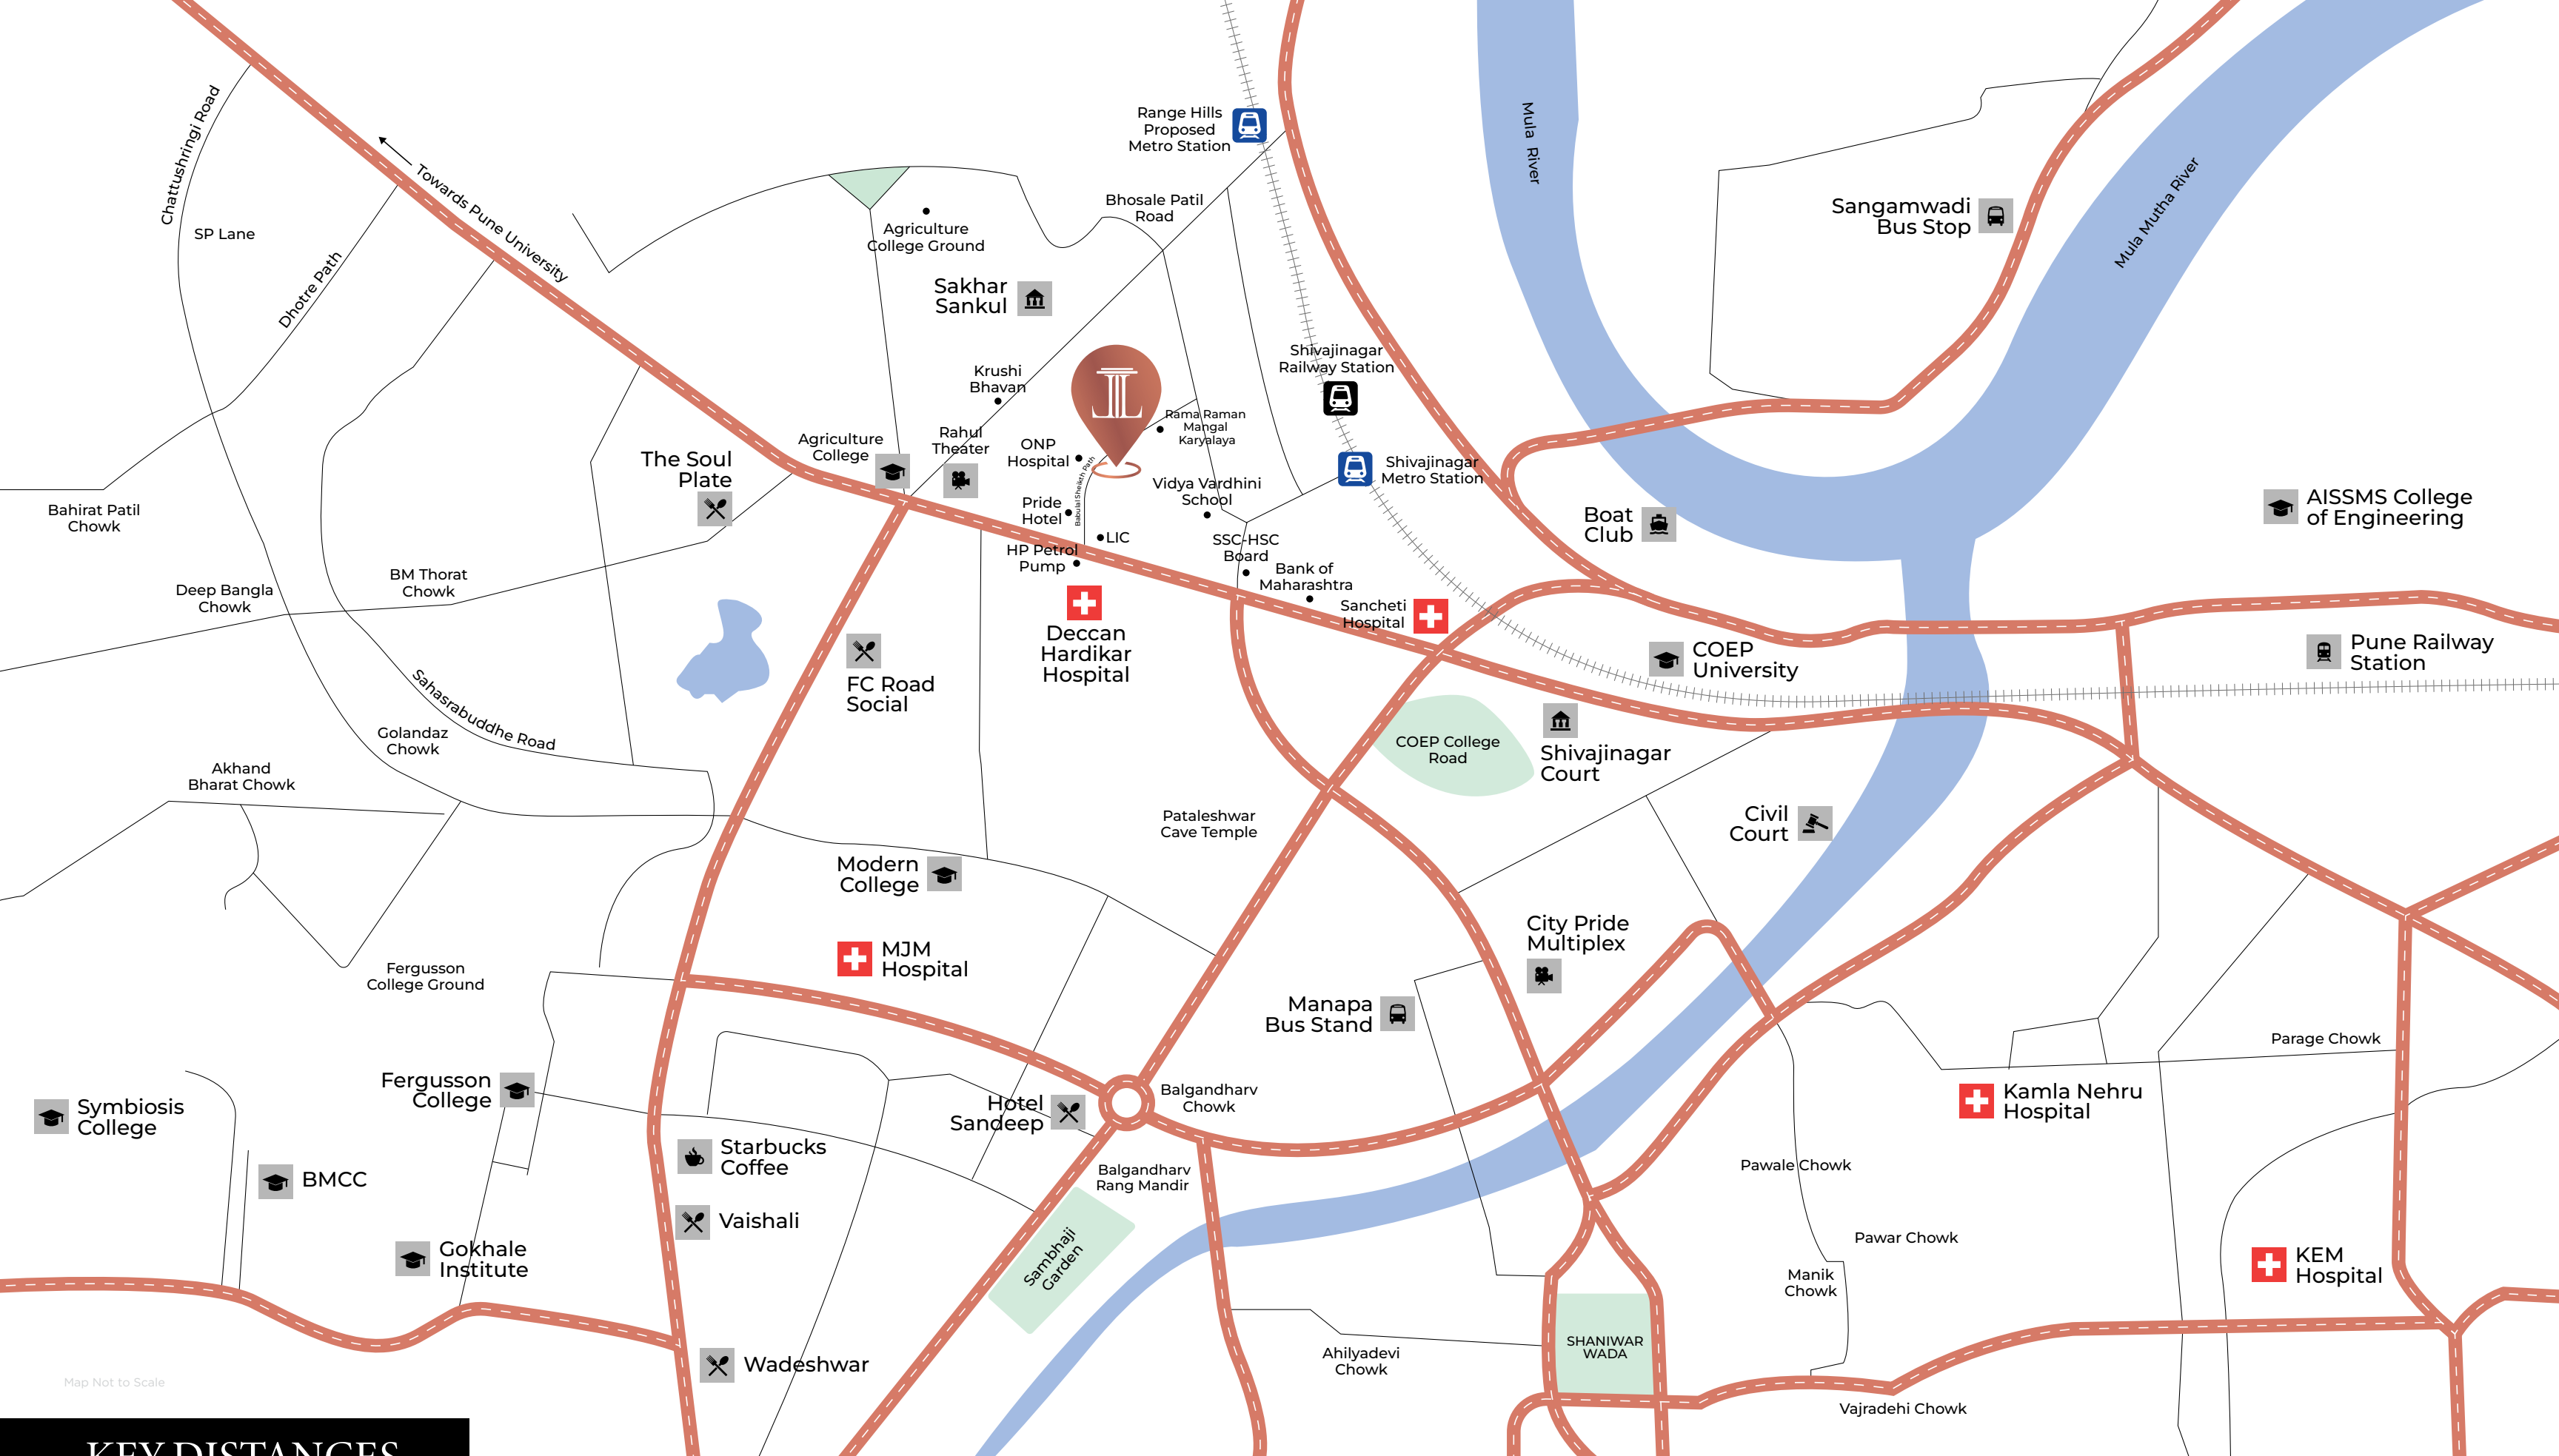 Range Hills
Proposed
Metro Station
Mula River
Chattushringi Road
Towards Pune University
SP Lane
Dhotre Path
Bhosale Patil
Road
Agriculture
College Ground
Sangamwadi
Bus Stop
Mula Mutha River
Sakhar
Sankul
Shivajinagar
Railway Station
Krushi
Bhavan
Rama Raman
Mangal
Karyalaya
Agriculture
College
Rahul
Theater
ONP
Hospital
The Soul
Plate
Shivajinagar
Metro Station
Vidya Vardhini
School
Babulal Sheikh Path
Pride
Hotel
LIC
HP Petrol
Pump
SSC-HSC
Board
Bank of
Maharashtra
Boat
Club
AISSMS College
of Engineering
Bahirat Patil
Chowk
Deep Bangla
Chowk
BM Thorat
Chowk
Sancheti
Hospital
Deccan
Hardikar
Hospital
COEP
University
Pune Railway
Station
FC Road
Social
Sahasrabuddhe Road
Golandaz
Chowk
COEP College
Road
Shivajinagar
Court
Akhand
Bharat Chowk
Pataleshwar
Cave Temple
Civil
Court
Modern
College
City Pride
Multiplex
MJM
Hospital
Fergusson
College Ground
Manapa
Bus Stand
Parage Chowk
Fergusson
College
Symbiosis
College
Hotel
Sandeep
Balgandharv
Chowk
Kamla Nehru
Hospital
Starbucks
Coffee
BMCC
Balgandharv
Rang Mandir
Pawale Chowk
Vaishali
Sambhaji
Garden
Pawar Chowk
Gokhale
Institute
Manik
Chowk
KEM
Hospital
SHANIWAR
WADA
Wadeshwar
Ahilyadevi
Chowk
Map Not to Scale
Vajradehi Chowk
KEY DISTANCES